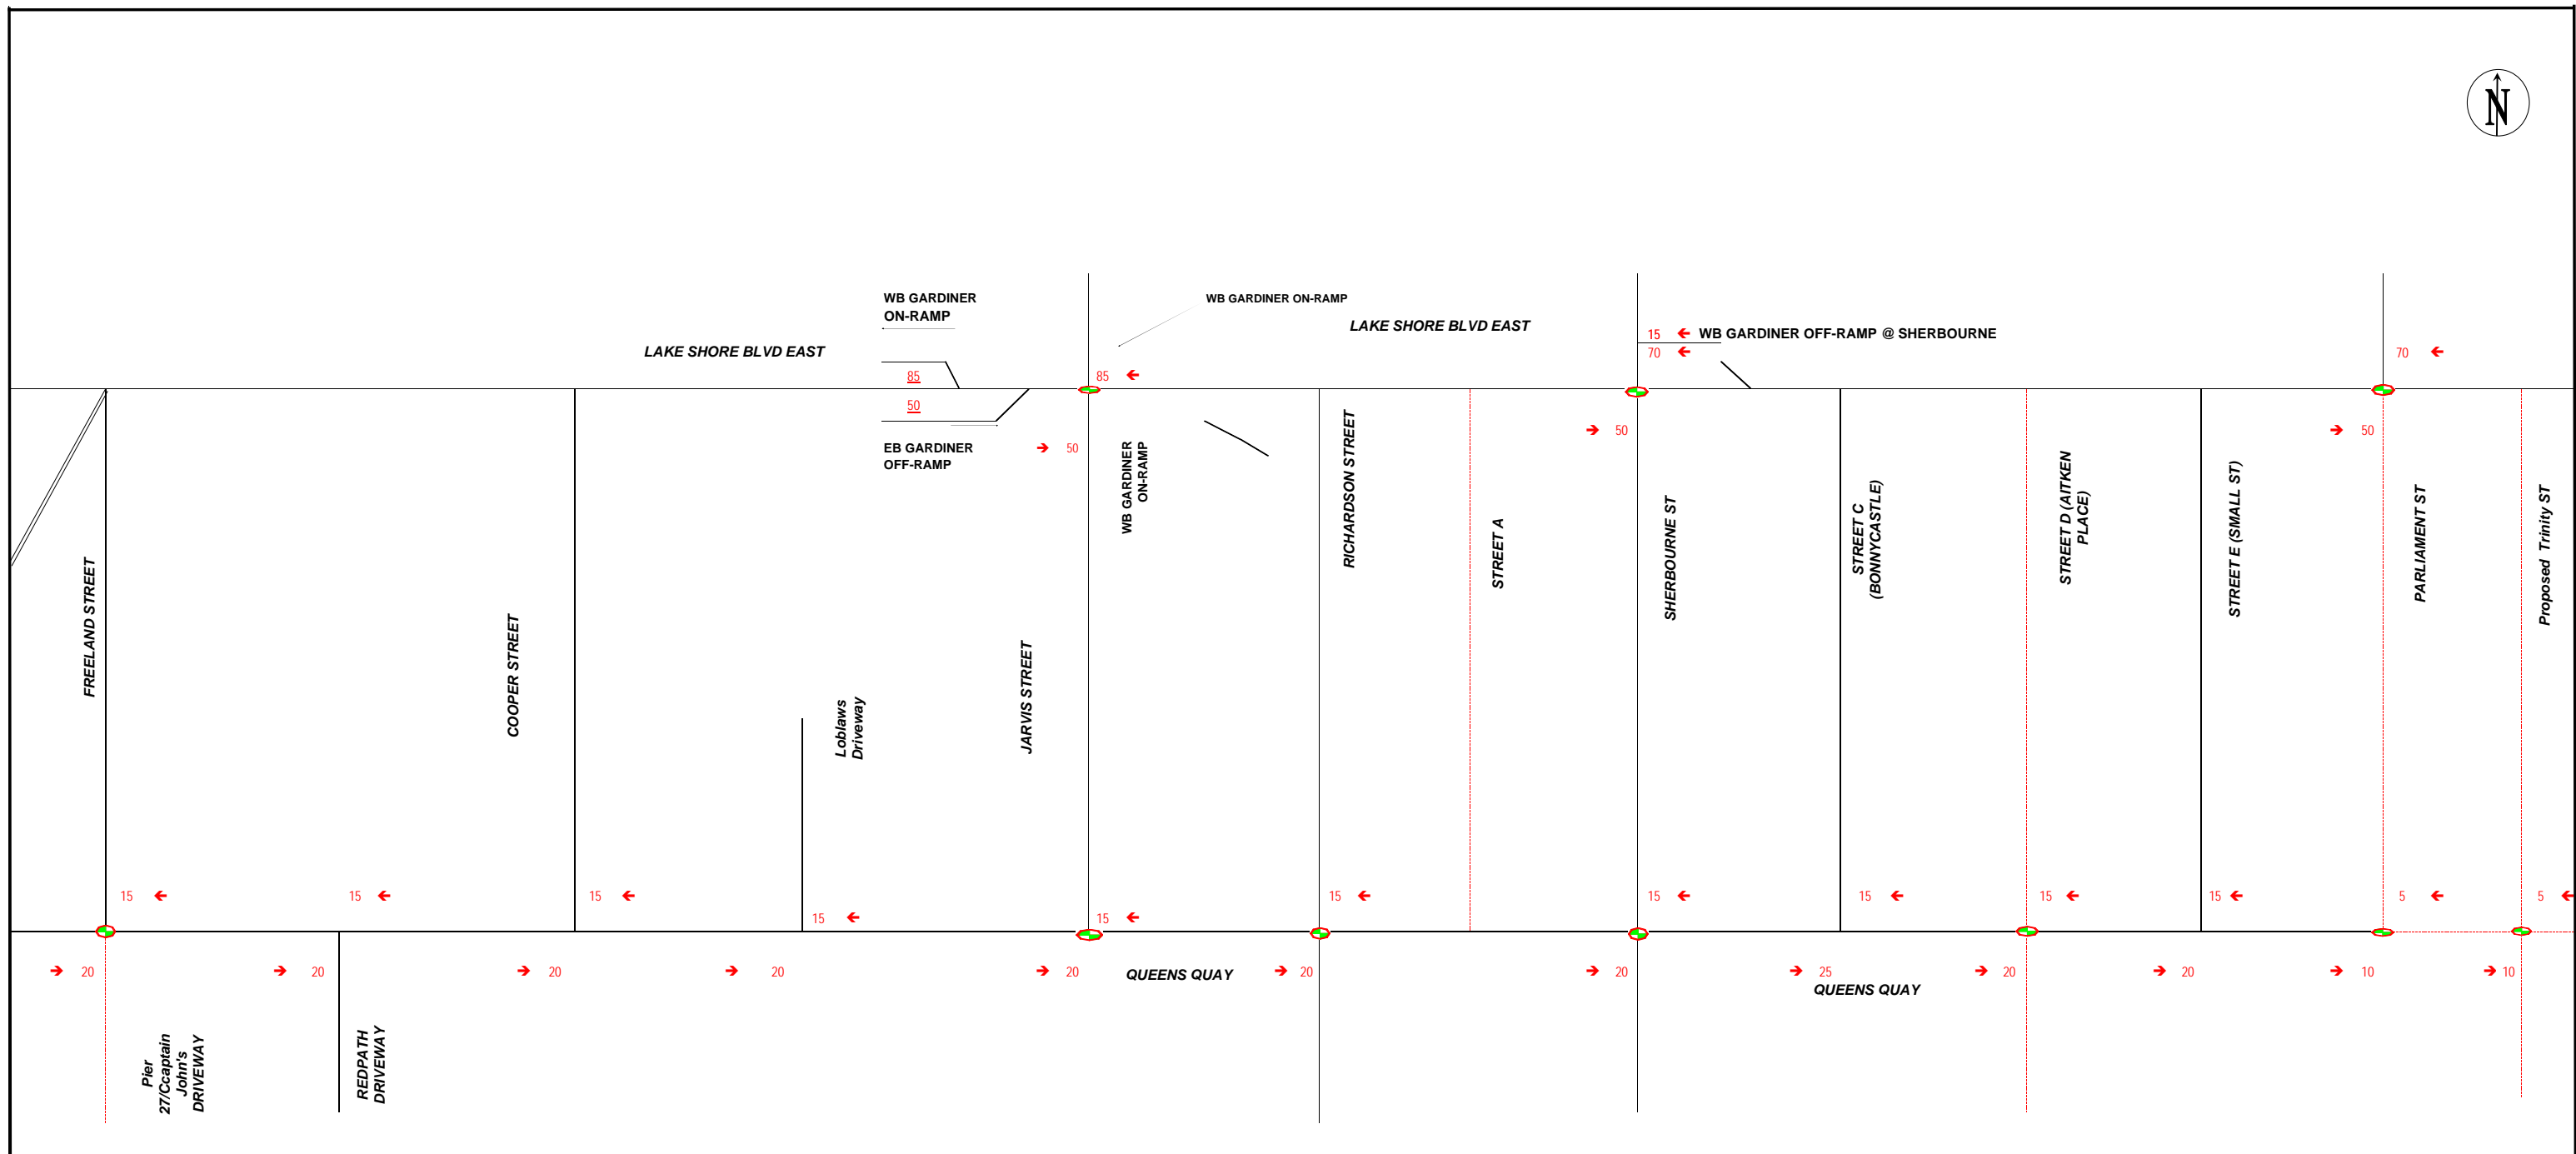 N
WB GARDINER
ON-RAMP
WB GARDINER ON-RAMP
LAKE SHORE BLVD EAST
15 ← WB GARDINER OFF-RAMP @ SHERBOURNE
LAKE SHORE BLVD EAST
70 ←
70 ←
85
85 ←
50
EB GARDINER
OFF-RAMP
→ 50
→ 50
→ 50
FREELAND STREET
COOPER STREET
Loblaws
Driveway
JARVIS STREET
WB GARDINER
ON-RAMP
RICHARDSON STREET
STREET A
SHERBOURNE ST
STREET C
(BONNYCASTLE)
STREET D (AITKEN
PLACE)
STREET E (SMALL ST)
PARLIAMENT ST
Proposed Trinity ST
15 ←
15 ←
15 ←
15 ←
15 ←
15 ←
15 ←
15 ←
15 ←
15 ←
5 ←
5 ←
→ 20
→ 20
→ 20
→ 20
→ 20
QUEENS QUAY
→ 20
→ 20
→ 25
→ 20
→ 20
→ 10
→ 10
QUEENS QUAY
Pier
27/Ccaptain
John's
DRIVEWAY
REDPATH
DRIVEWAY